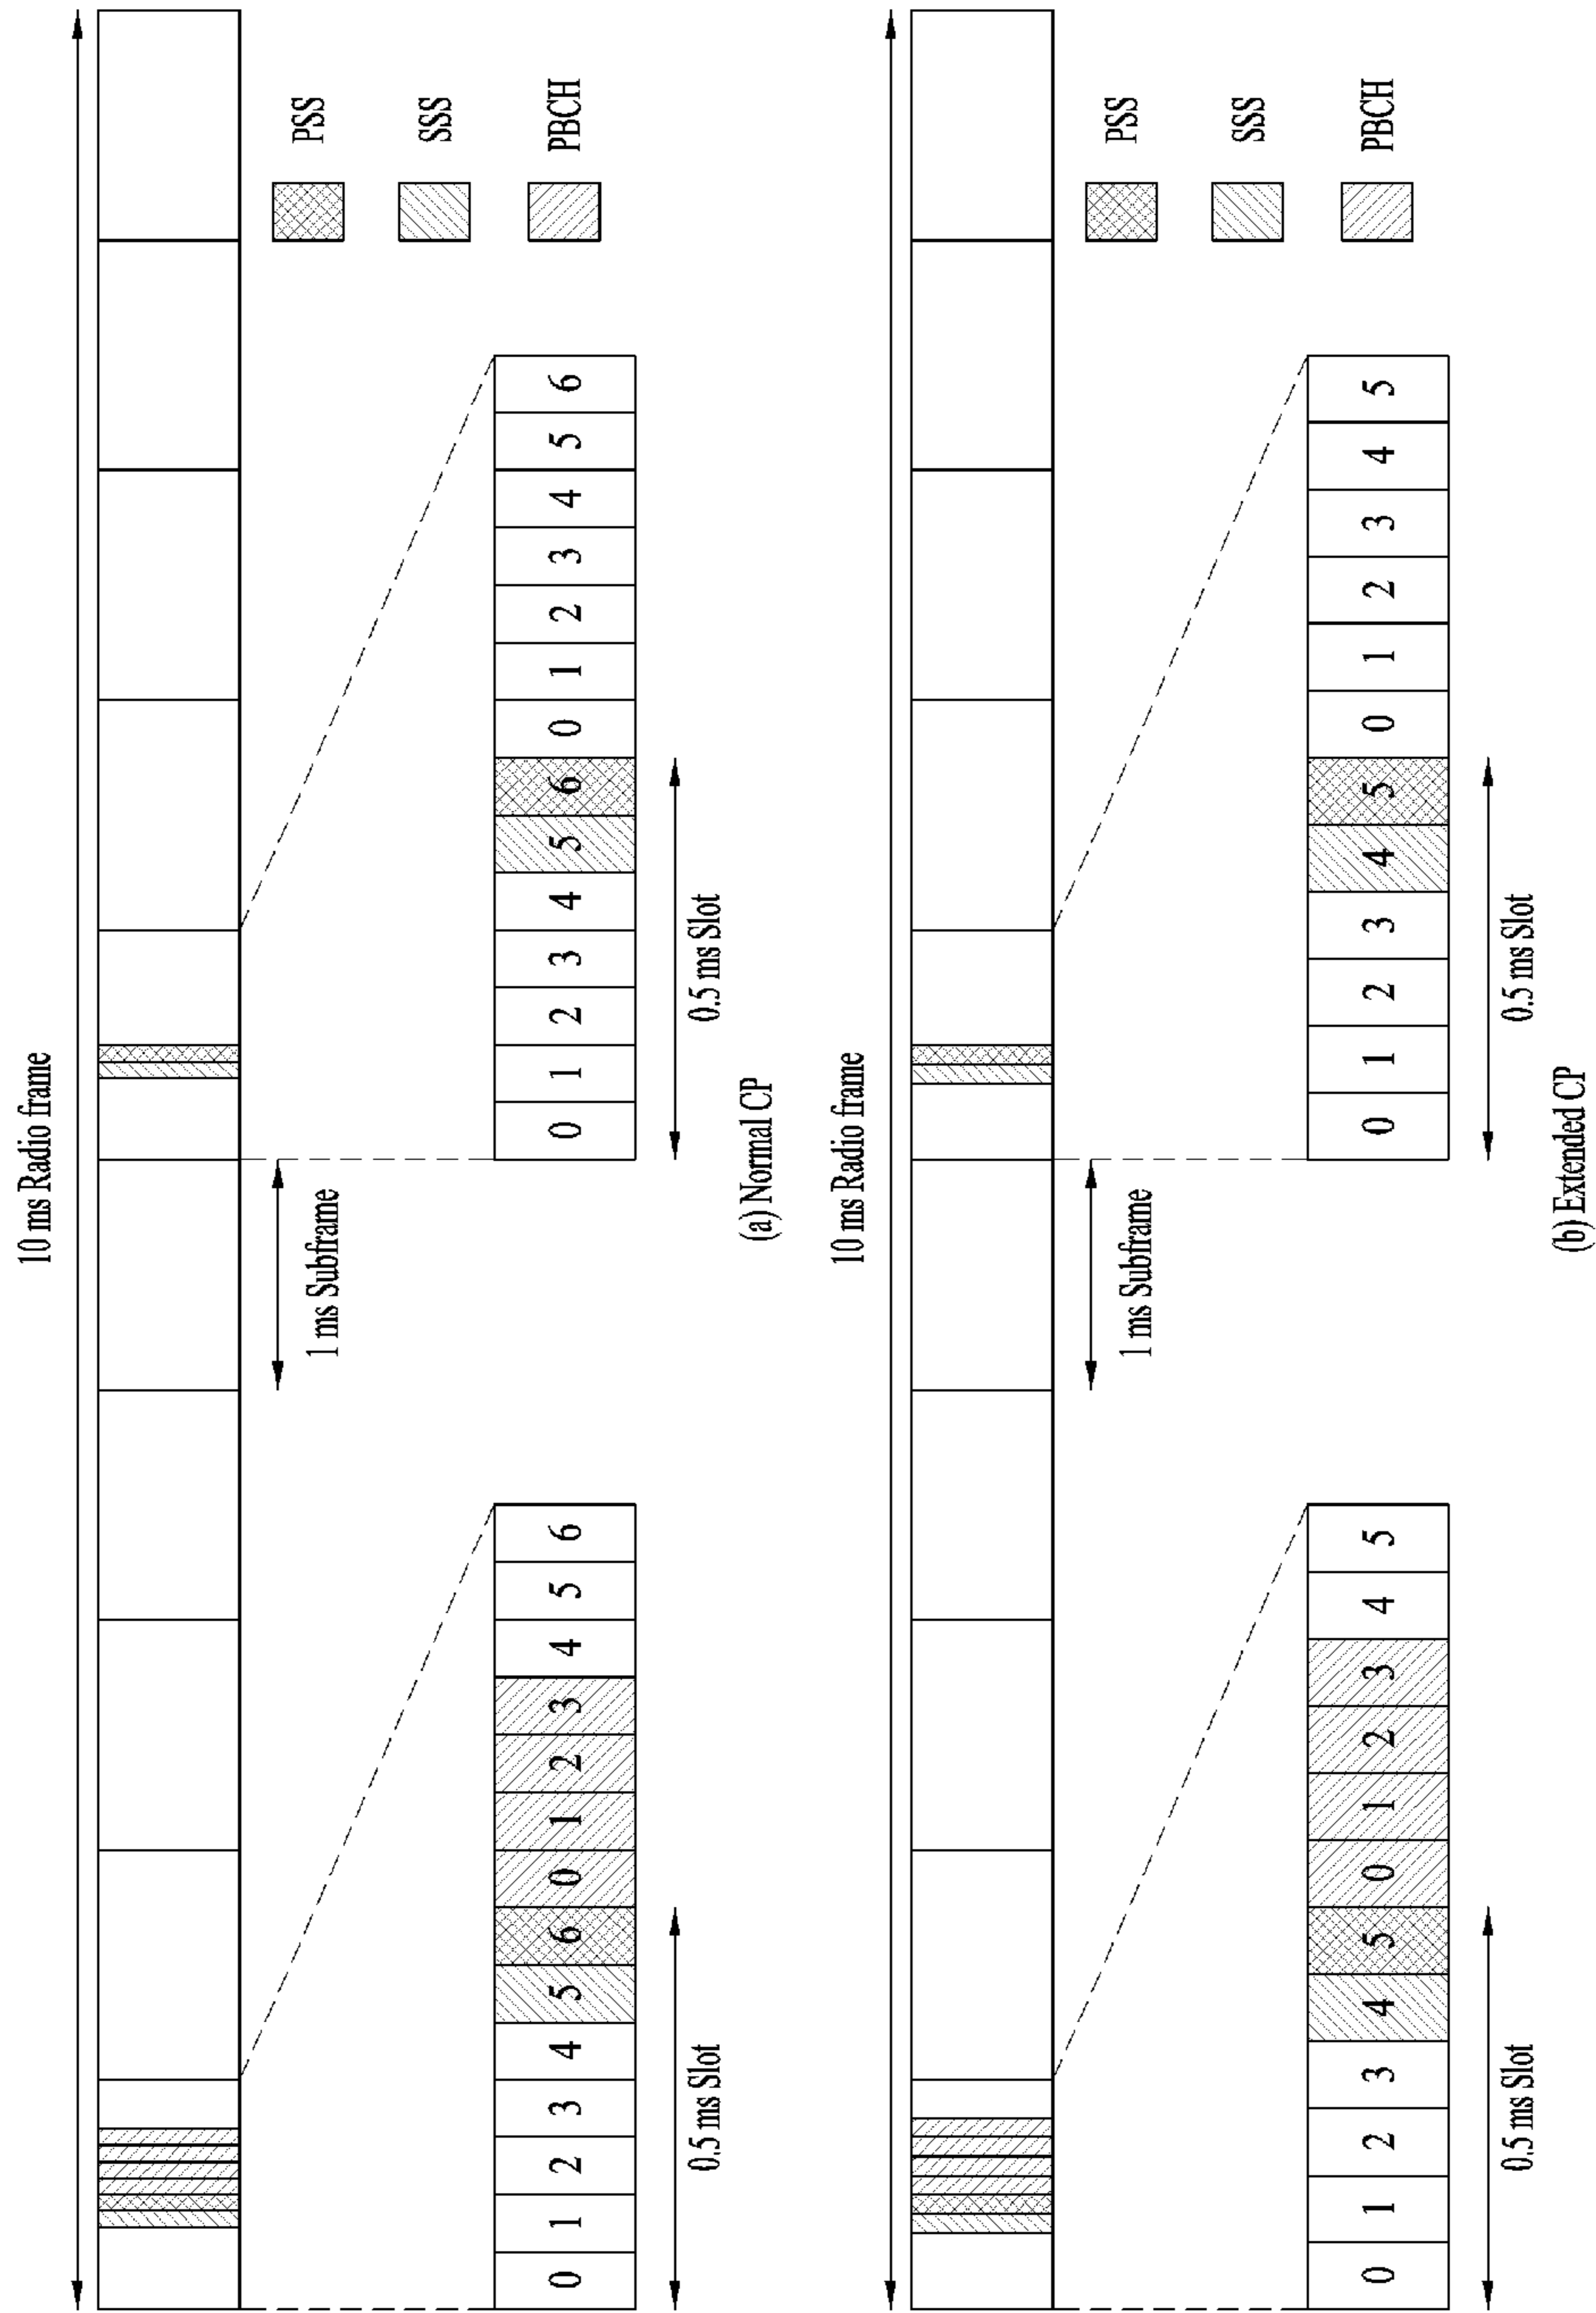 10 ms Radio frame
PSS
SSS
PBCH
1 ms Subframe
0 1 2 3 4 5 6 0 1 2 3 4 5 6
0 1 2 3 4 5 6 0 1 2 3 4 5 6
0.5 ms Slot
0.5 ms Slot
(a) Normal CP
10 ms Radio frame
PSS
SSS
PBCH
1 ms Subframe
0 1 2 3 4 5 0 1 2 3 4 5
0 1 2 3 4 5 0 1 2 3 4 5
0.5 ms Slot
0.5 ms Slot
(b) Extended CP